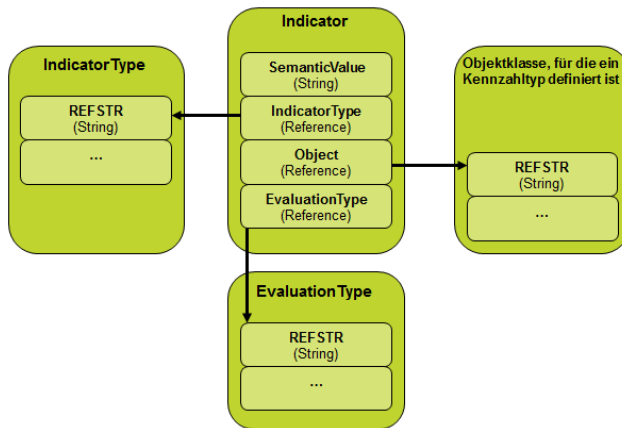 IndicatorType
REFSTR
(String)
...
Indicator
SemanticValue
(String)
IndicatorType
(Reference)
Object
(Reference)
EvaluationType
(Reference)
Objektklasse, für die ein
Kennzahltyp definiert ist
REFSTR
(String)
...
EvaluationType
REFSTR
(String)
...